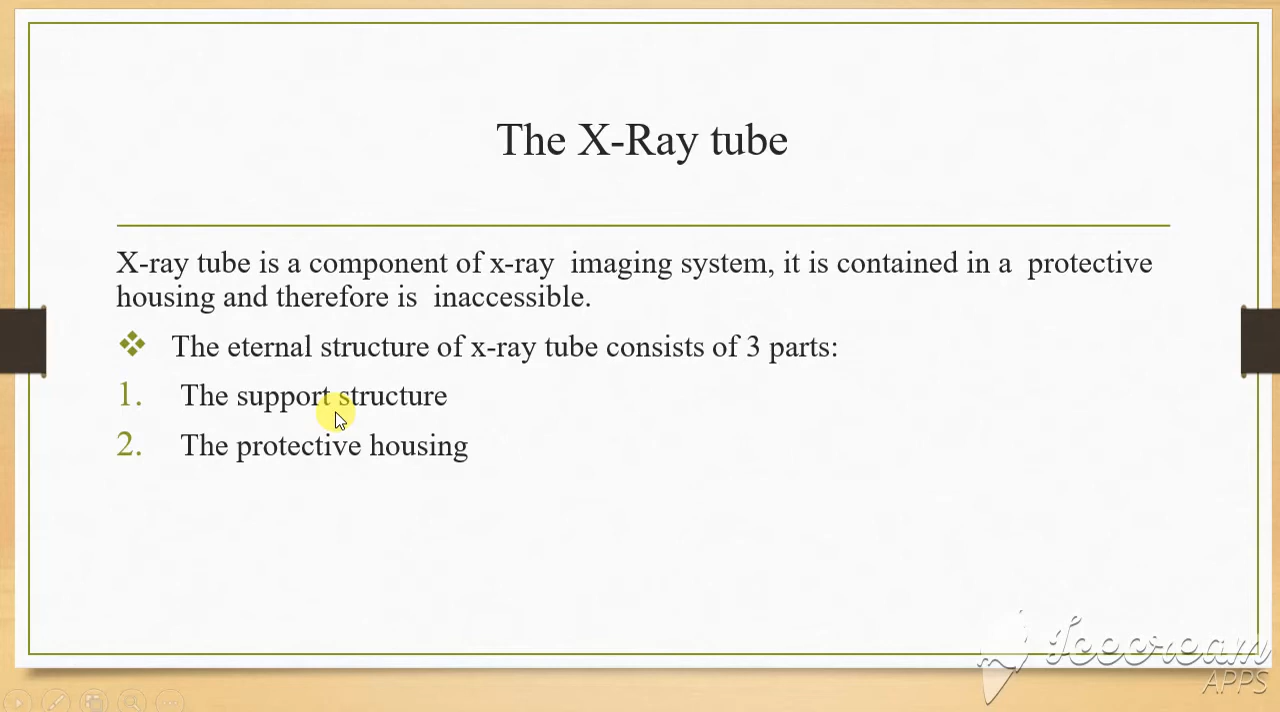 The X-Ray tube
X-ray tube is a component of x-ray imaging system, it is contained in a protective
housing and therefore is inaccessible.
❖ The eternal structure of x-ray tube consists of 3 parts:
1. The support structure
2. The protective housing
Icecream
APPS